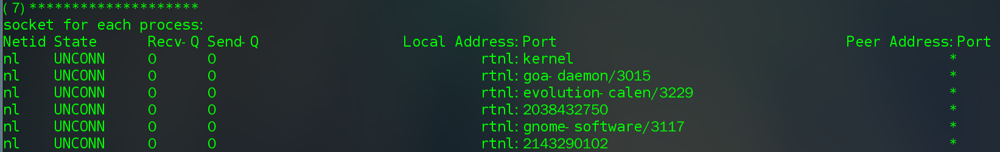 (7) ********************
socket for each process:
Netid State Recv-Q Send-Q Local Address:Port Peer Address:Port
nl UNCONN 0 0 rtnl:kernel *
nl UNCONN 0 0 rtnl:goa-daemon/3015 *
nl UNCONN 0 0 rtnl:evolution-calen/3229 *
nl UNCONN 0 0 rtnl:2038432750 *
nl UNCONN 0 0 rtnl:gnome-software/3117 *
nl UNCONN 0 0 rtnl:2143290102 *